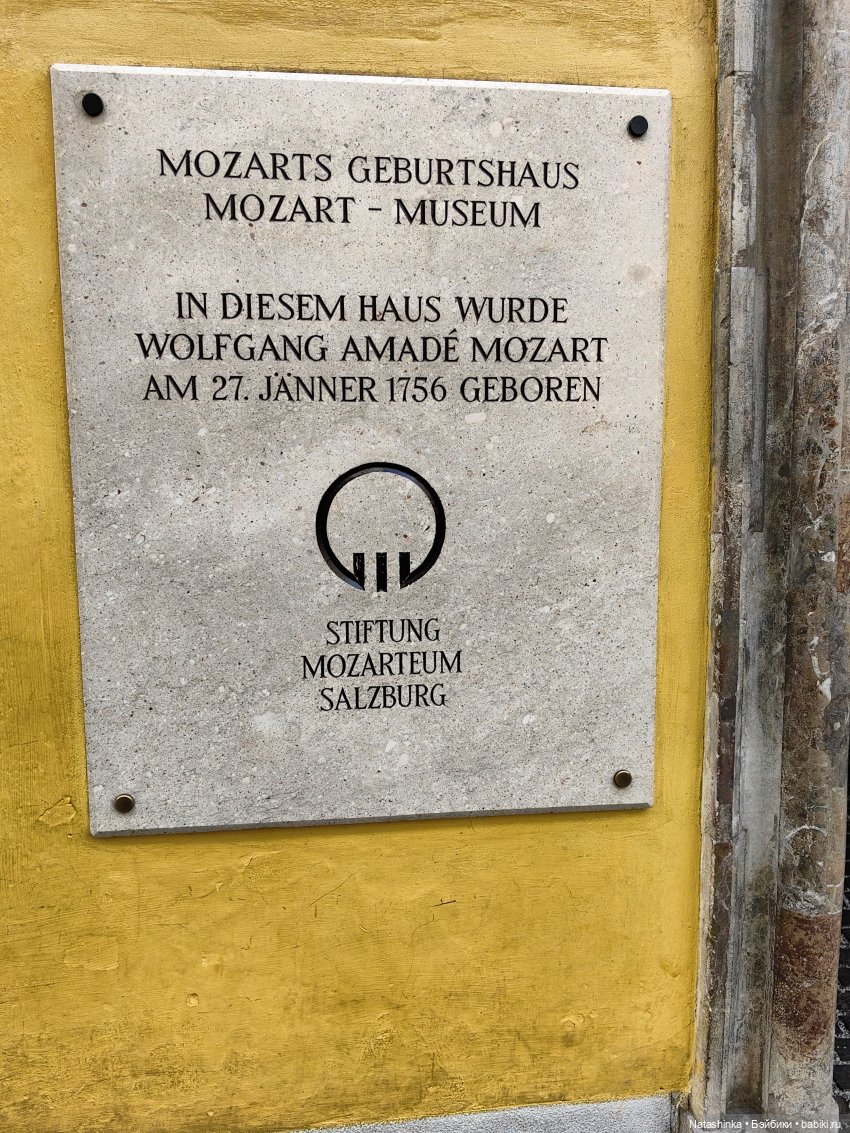 MOZARTS GEBURTSHAUS
MOZART - MUSEUM
IN DIESEM HAUS WURDE
WOLFGANG AMADÉ MOZART
AM 27. JÄNNER 1756 GEBOREN
STIFTUNG
MOZARTEUM
SALZBURG
Natashinka • Бэйбики • babiki.ru